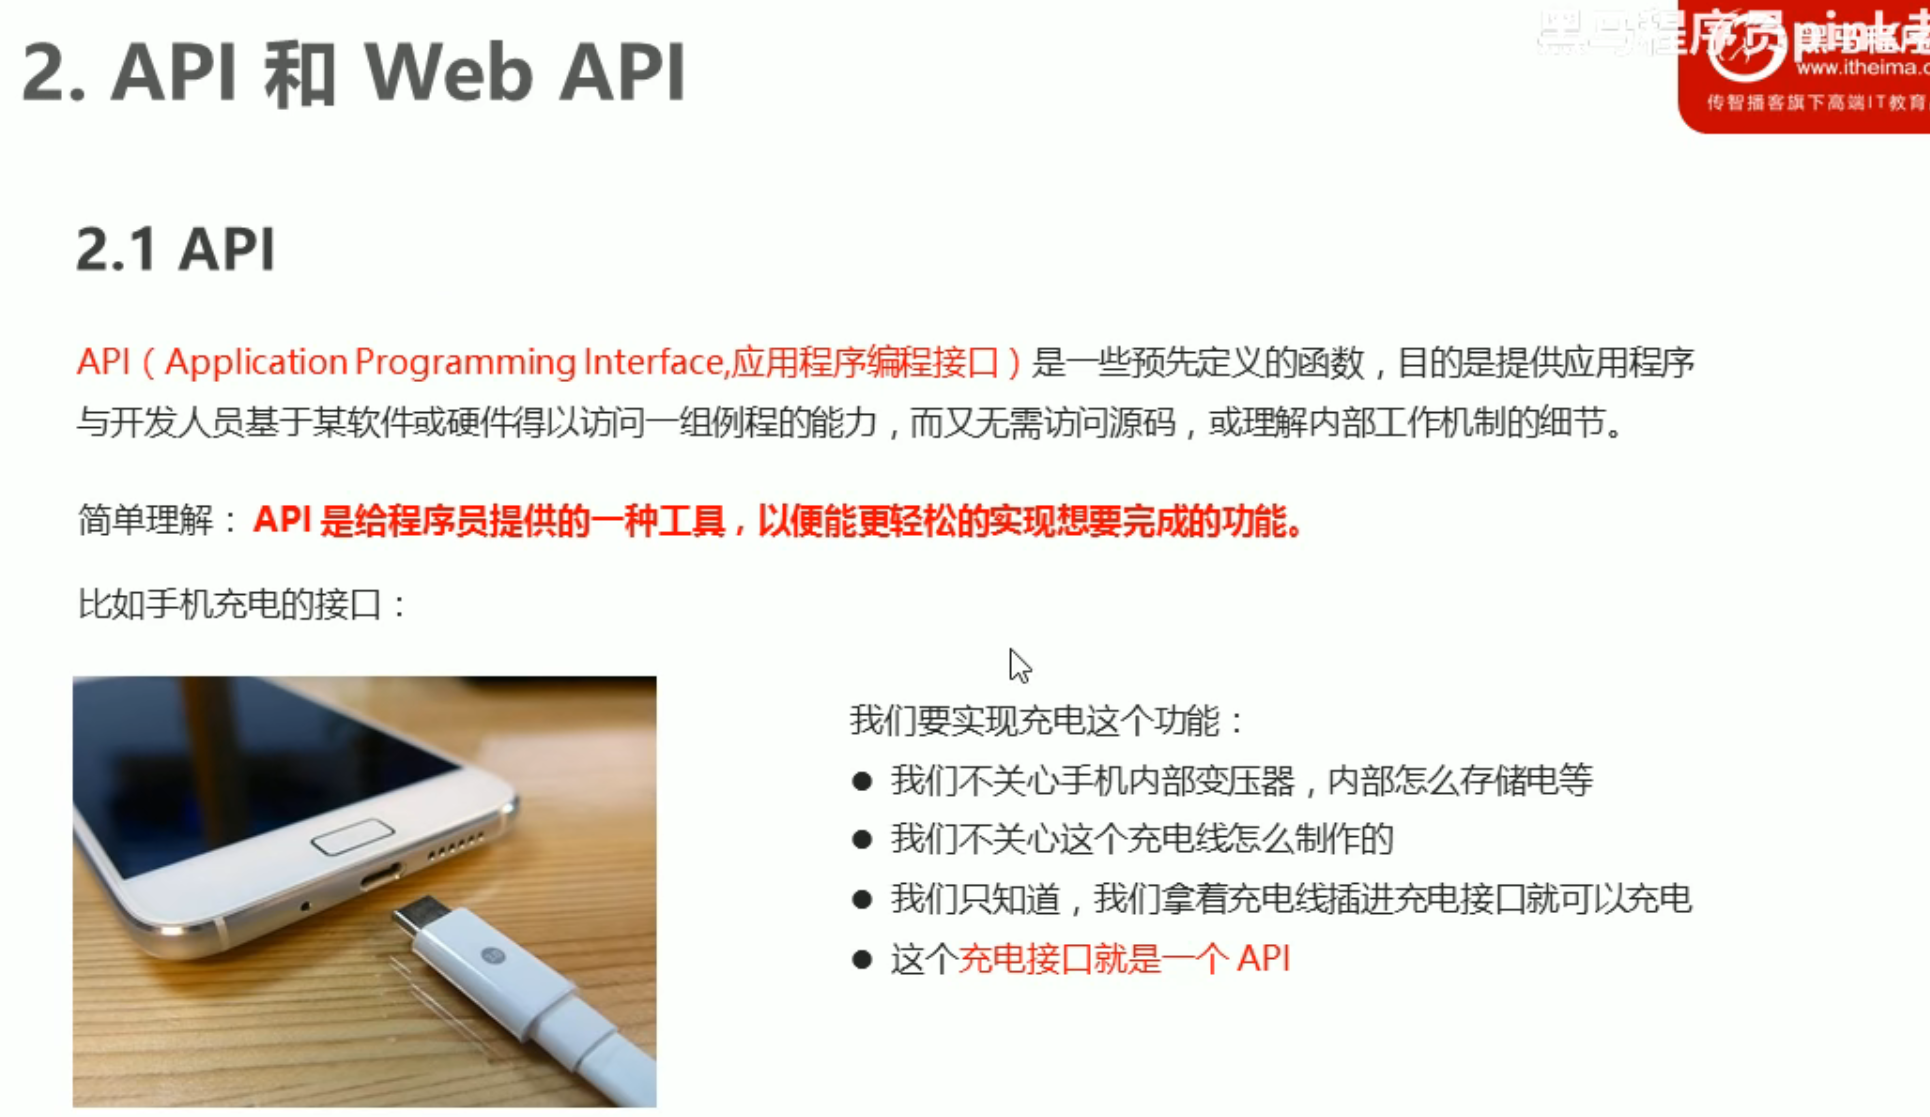 2. API 和 Web API
黑马程序员pink
www.itheima.c
传智播客旗下高端IT教育
2.1 API
API（Application Programming Interface,应用程序编程接口）是一些预先定义的函数，目的是提供应用程序
与开发人员基于某软件或硬件得以访问一组例程的能力，而又无需访问源码，或理解内部工作机制的细节。
简单理解： API 是给程序员提供的一种工具，以便能更轻松的实现想要完成的功能。
比如手机充电的接口：
我们要实现充电这个功能：
● 我们不关心手机内部变压器，内部怎么存储电等
● 我们不关心这个充电线怎么制作的
● 我们只知道，我们拿着充电线插进充电接口就可以充电
● 这个充电接口就是一个 API